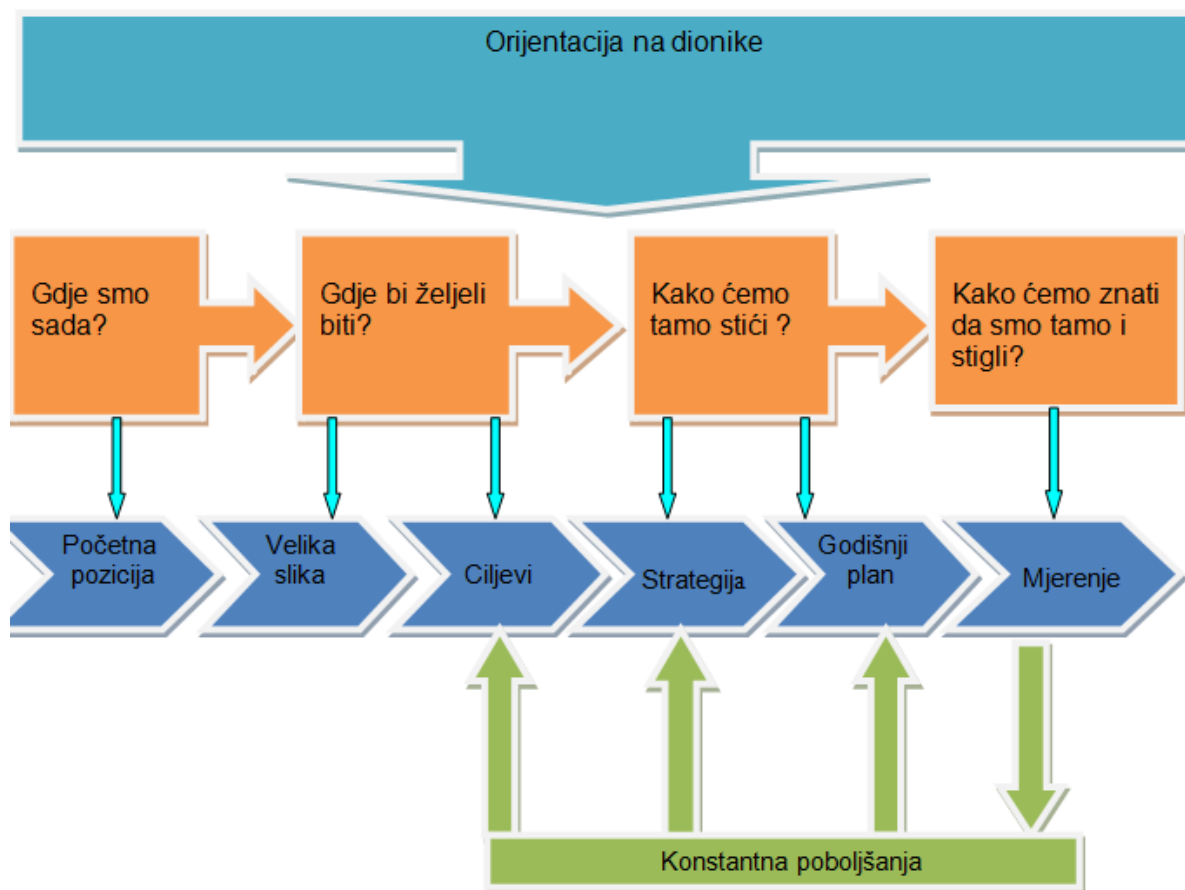 Orijentacija na dionike
Gdje smo
sada?
Gdje bi željeli
biti?
Kako ćemo
tamo stići ?
Kako ćemo znati
da smo tamo i
stigli?
Početna
pozicija
Velika
slika
Ciljevi
Strategija
Godišnji
plan
Mjerenje
Konstantna poboljšanja